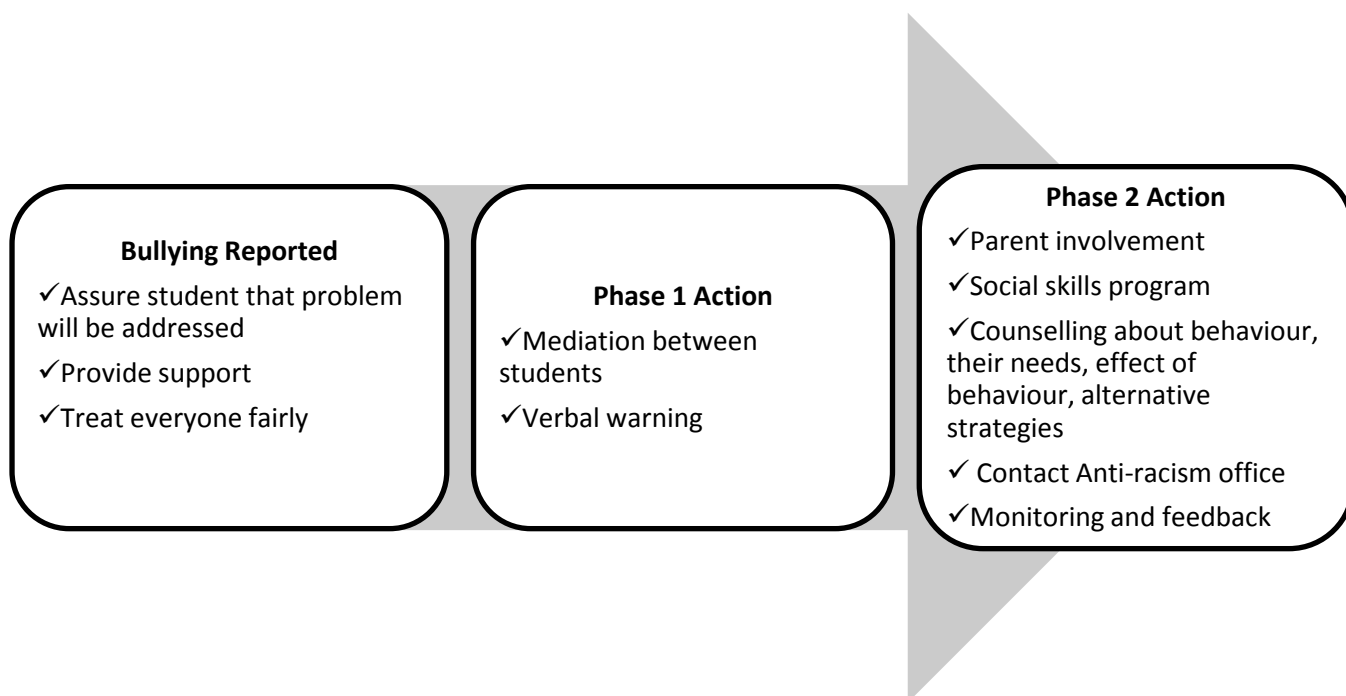 Bullying Reported
✓Assure student that problem
will be addressed
✓Provide support
✓Treat everyone fairly
Phase 1 Action
✓Mediation between
students
✓Verbal warning
Phase 2 Action
✓Parent involvement
✓Social skills program
✓Counselling about behaviour,
their needs, effect of
behaviour, alternative
strategies
✓ Contact Anti-racism office
✓Monitoring and feedback